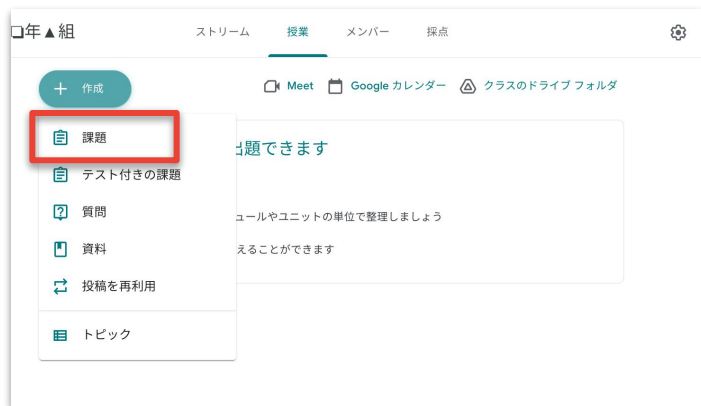 ❏年▲組
ストリーム 授業 メンバー 採点
＋ 作成
Meet Google カレンダー クラスのドライブ フォルダ
課題
出題できます
テスト付きの課題
質問
ュールやユニットの単位で整理しましょう
資料
えることができます
投稿を再利用
トピック